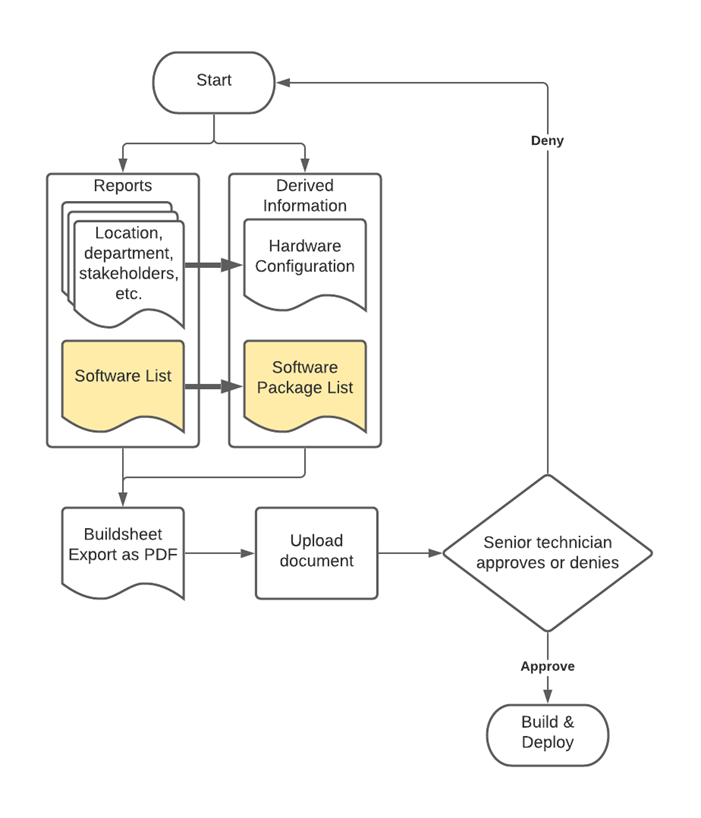 Start
Deny
Reports
Location,
department,
stakeholders,
etc.
Software List
Derived
Information
Hardware
Configuration
Software
Package List
Buildsheet
Export as PDF
Upload
document
Senior technician
approves or denies
Approve
Build &
Deploy